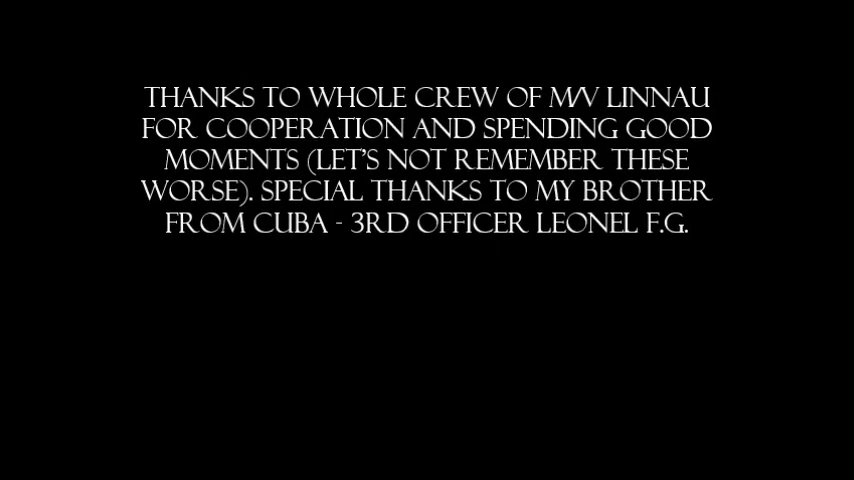 THANKS TO WHOLE CREW OF M/V LINNAU
FOR COOPERATION AND SPENDING GOOD
MOMENTS (LET'S NOT REMEMBER THESE
WORSE). SPECIAL THANKS TO MY BROTHER
FROM CUBA - 3RD OFFICER LEONEL F.G.